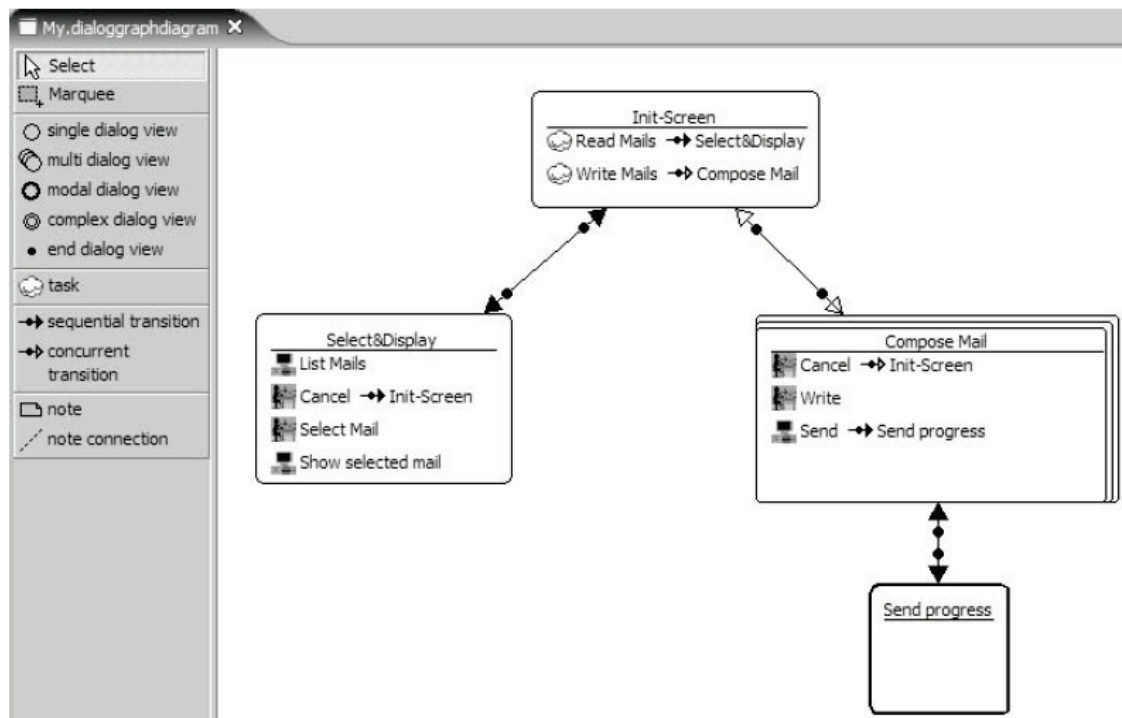 My.dialoggraphdiagram
Select
Marquee
single dialog view
multi dialog view
modal dialog view
complex dialog view
end dialog view
task
sequential transition
concurrent
transition
note
note connection
Init-Screen
Read Mails Select&Display
Write Mails Compose Mail
Select&Display
List Mails
Cancel Init-Screen
Select Mail
Show selected mail
Compose Mail
Cancel Init-Screen
Write
Send Send progress
Send progress